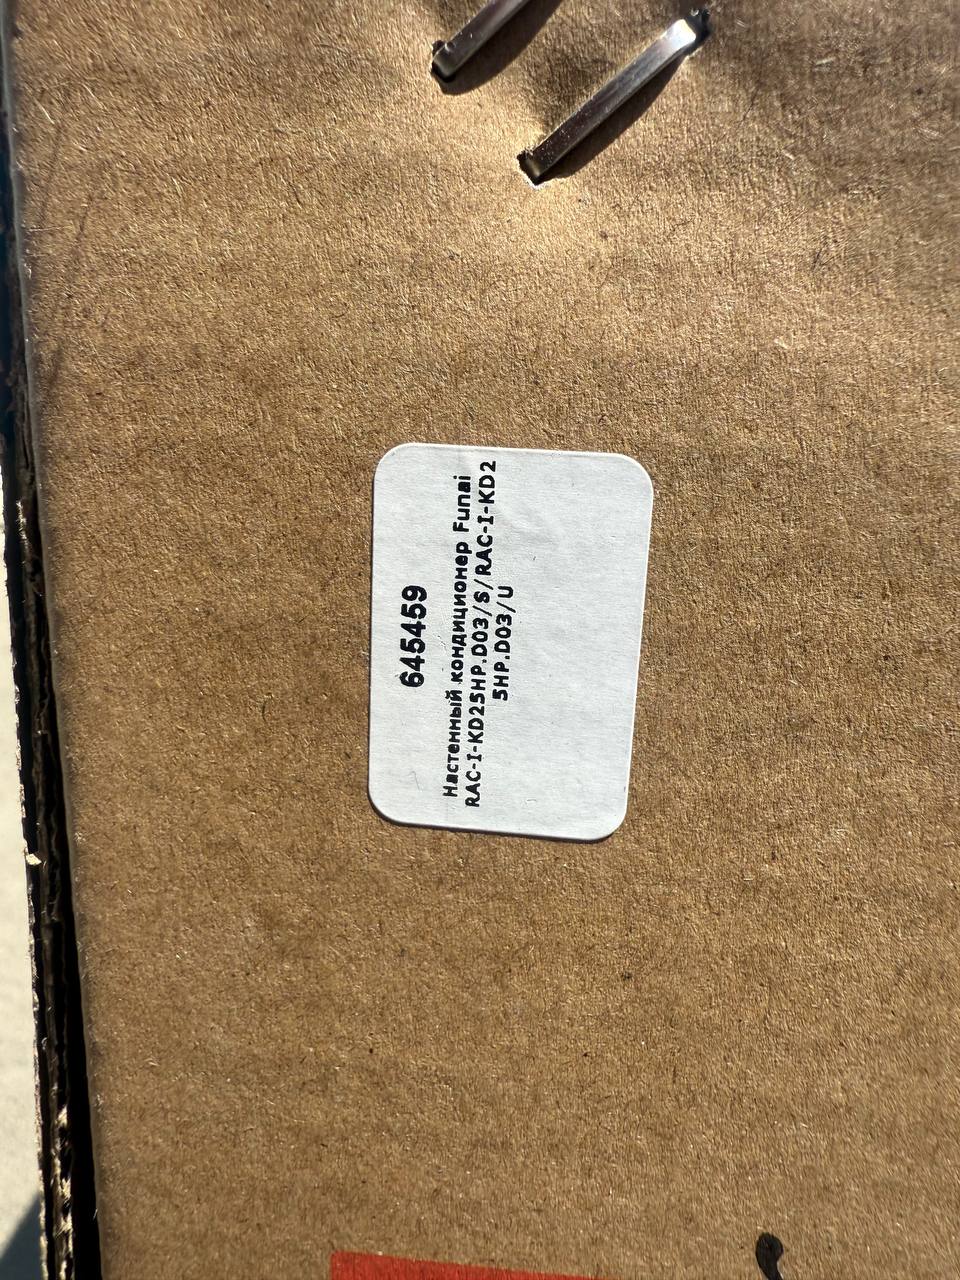 645459
Настенный кондиционер Funai
RAC-I-KD25HP.D03/S/RAC-I-KD2
5HP.D03/U